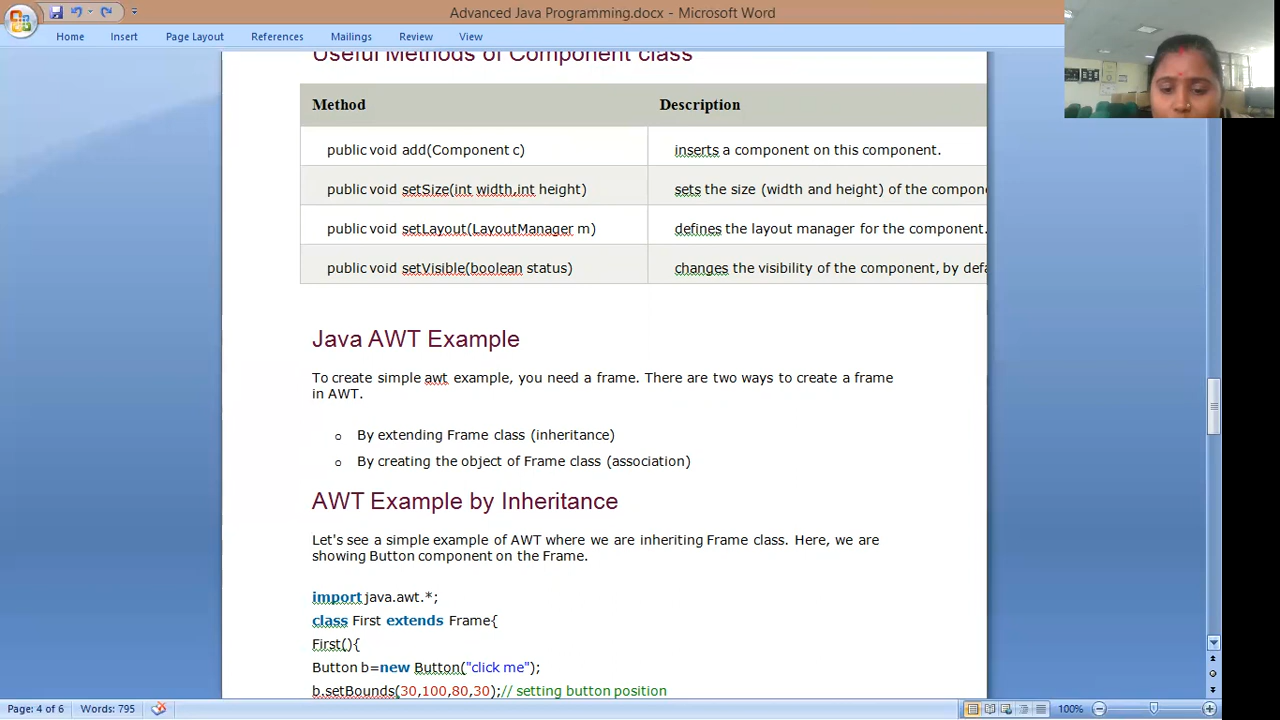 Advanced Java Programming.docx - Microsoft Word
Home Insert Page Layout References Mailings Review View
Useful Methods of Component class
Method Description
public void add(Component c) inserts a component on this component.
public void setSize(int width,int height) sets the size (width and height) of the compone
public void setLayout(LayoutManager m) defines the layout manager for the component.
public void setVisible(boolean status) changes the visibility of the component, by defa
Java AWT Example
To create simple awt example, you need a frame. There are two ways to create a frame
in AWT.
o By extending Frame class (inheritance)
o By creating the object of Frame class (association)
AWT Example by Inheritance
Let's see a simple example of AWT where we are inheriting Frame class. Here, we are
showing Button component on the Frame.
import java.awt.*;
class First extends Frame{
First(){
Button b=new Button("click me");
b.setBounds(30,100,80,30);// setting button position
Page: 4 of 6 Words: 795 100%